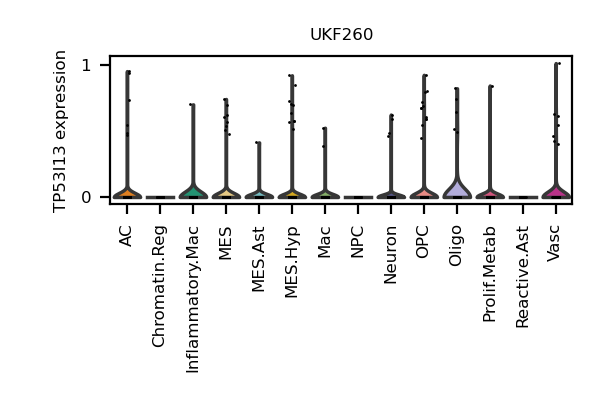 UKF260
TP53I13 expression
1
0
AC
Chromatin.Reg
Inflammatory.Mac
MES
MES.Ast
MES.Hyp
Mac
NPC
Neuron
OPC
Oligo
Prolif.Metab
Reactive.Ast
Vasc